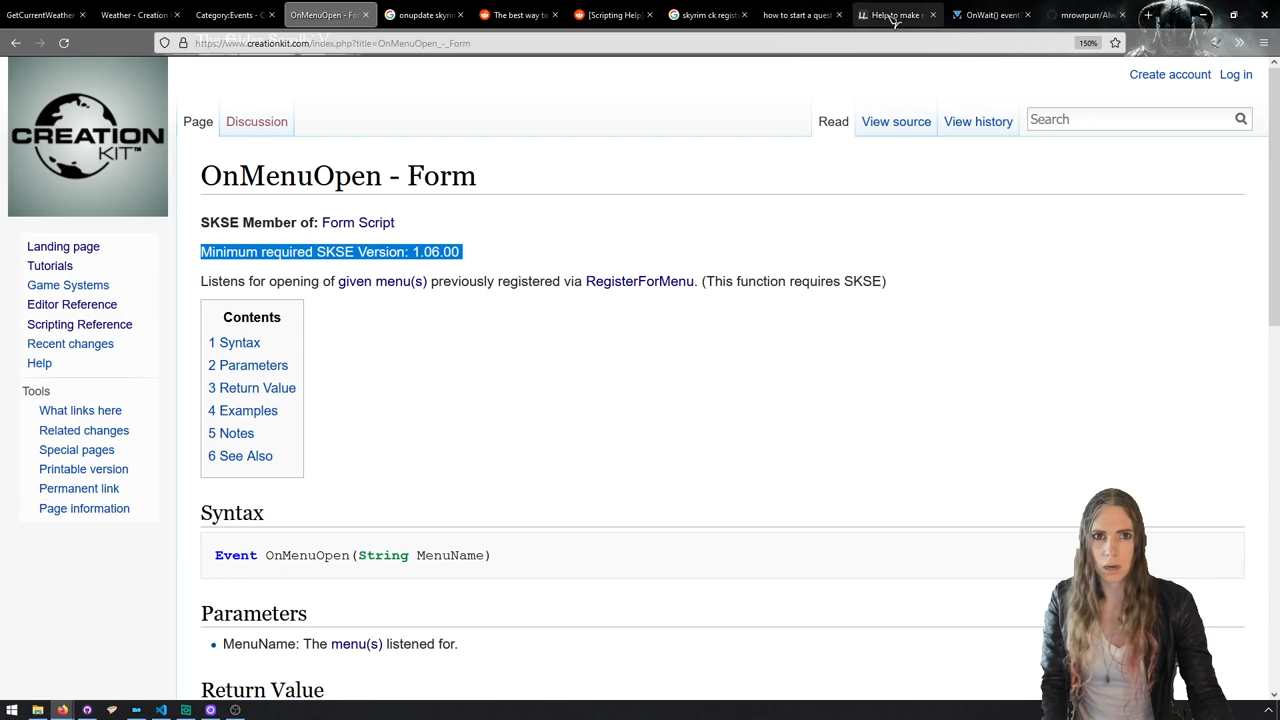 GetCurrentWeather
Weather - Creation
Category:Events - C
OnMenuOpen - Fo
onupdate skyrim
The best way to
[Scripting Help]
skyrim ck regist
how to start a quest
Help to make
OnWait() event
mrowrpurr/Alw
https://www.creationkit.com/index.php?title=OnMenuOpen_-_Form
150%
Create account Log in
CREATION
KIT™
Page Discussion
Read View source View history Search
OnMenuOpen - Form
SKSE Member of: Form Script
Minimum required SKSE Version: 1.06.00
Listens for opening of given menu(s) previously registered via RegisterForMenu. (This function requires SKSE)
Landing page
Tutorials
Game Systems
Editor Reference
Scripting Reference
Recent changes
Help
Tools
What links here
Related changes
Special pages
Printable version
Permanent link
Page information
Contents
1 Syntax
2 Parameters
3 Return Value
4 Examples
5 Notes
6 See Also
Syntax
Event OnMenuOpen(String MenuName)
Parameters
• MenuName: The menu(s) listened for.
Return Value